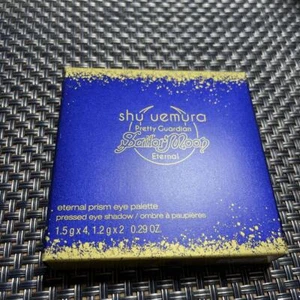 shu uemura
Pretty Guardian
Sailor Moon
Eternal
eternal prism eye palette
pressed eye shadow / ombre à paupières
1.5 g x 4, 1.2 g x 2  0.29 OZ.